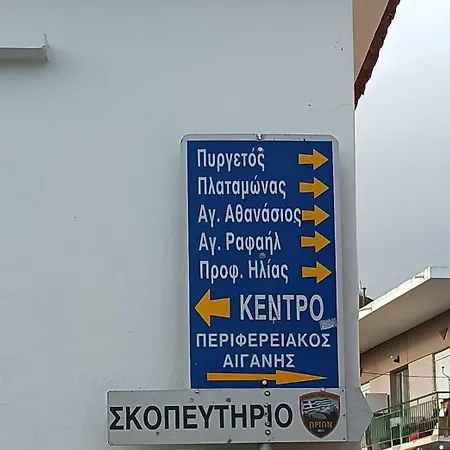 Πυργετός
Πλαταμώνας
Αγ. Αθανάσιος
Αγ. Ραφαήλ
Προφ. Ηλίας
ΚΕΝΤΡΟ
ΠΕΡΙΦΕΡΕΙΑΚΟΣ
ΑΙΓΑΝΗΣ
ΣΚΟΠΕΥΤΗΡΙΟ
ΩΡΙΩΝ